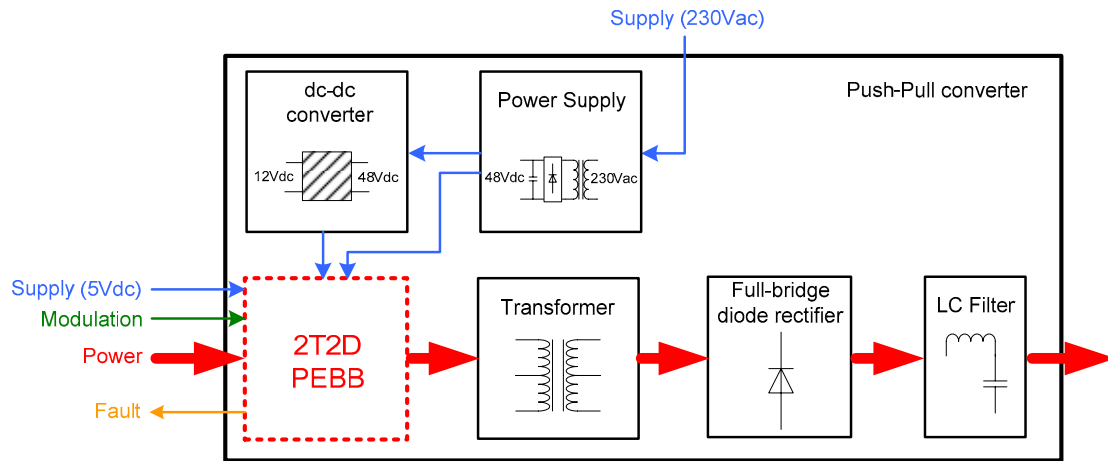 Supply (230Vac)
Push-Pull converter
dc-dc
converter
12Vdc
48Vdc
Power Supply
48Vdc
230Vac
Supply (5Vdc)
Modulation
Power
Fault
2T2D
PEBB
Transformer
Full-bridge
diode rectifier
LC Filter